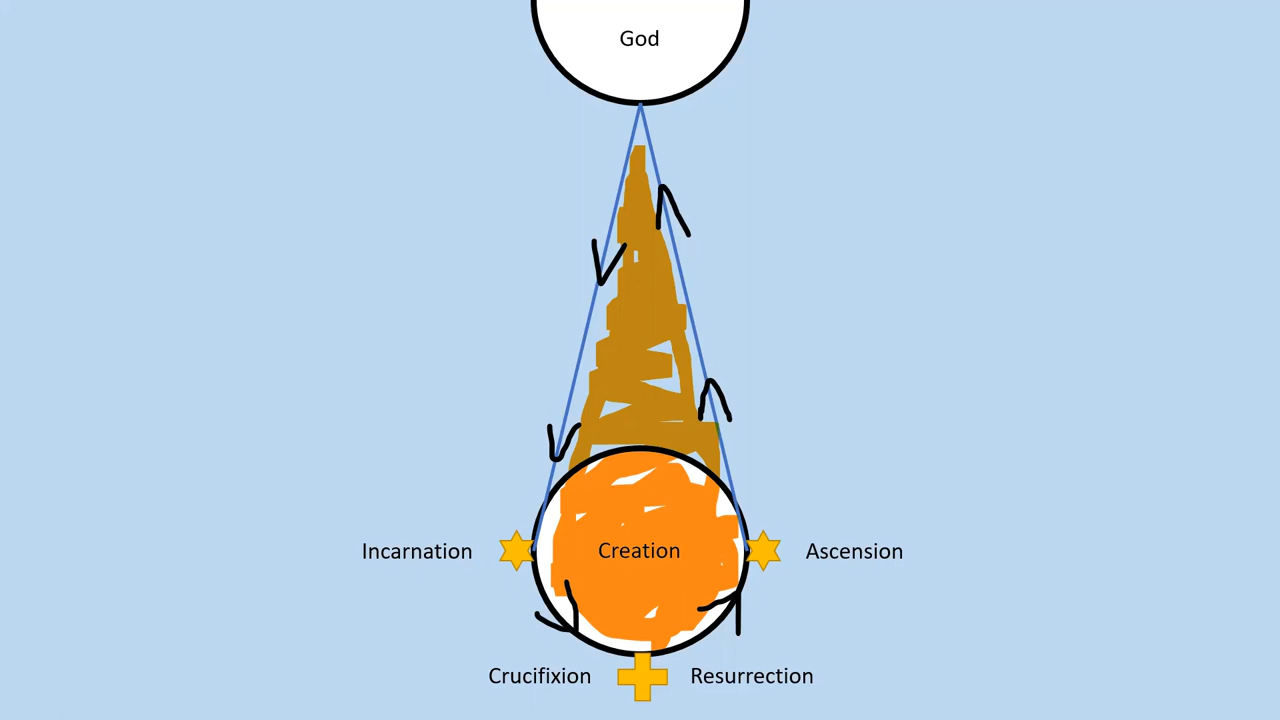 God
Incarnation
Creation
Ascension
Crucifixion
Resurrection